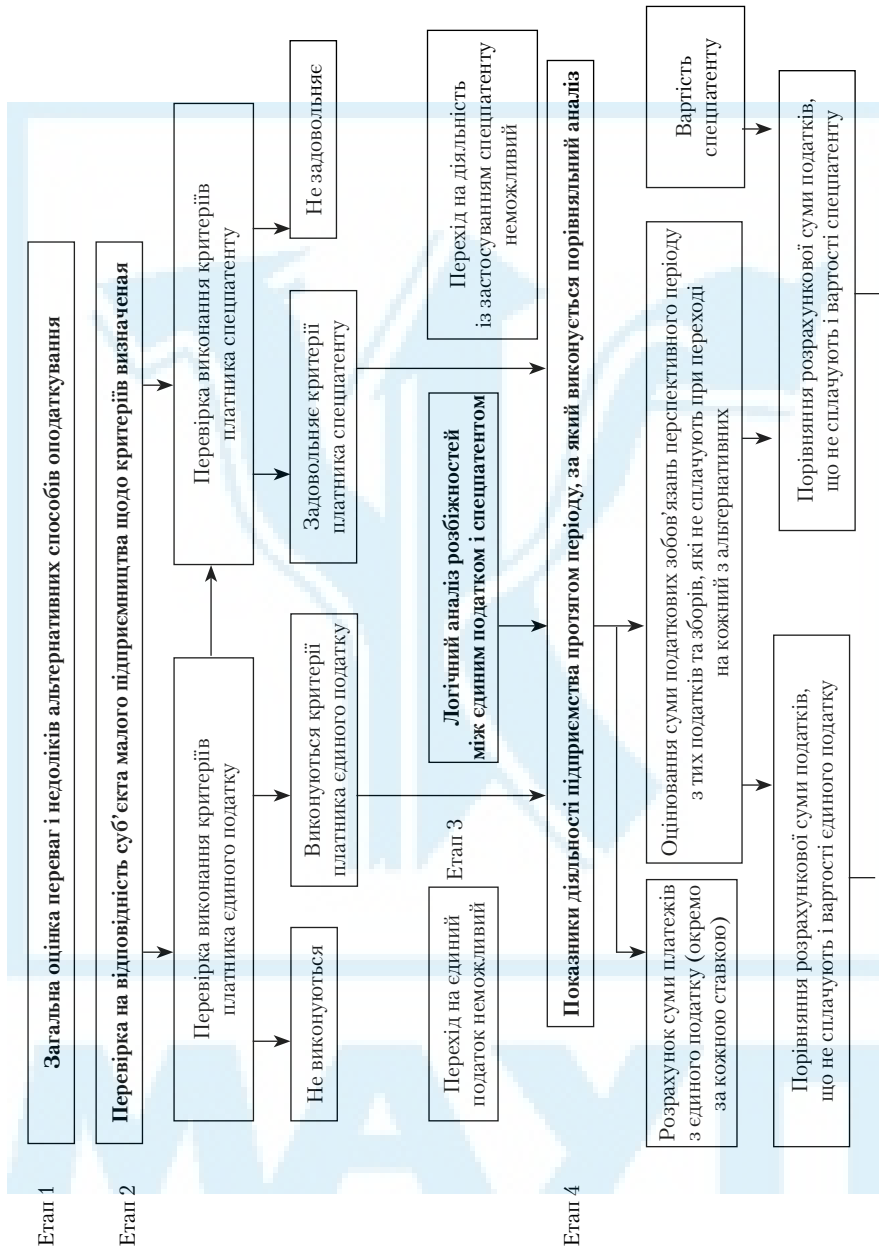 Етап 1
Загальна оцінка переваг і недоліків альтернативних способів оподаткування
Етап 2
Перевірка на відповідність суб’єкта малого підприємництва щодо критеріїв визначеная
Перевірка виконання критеріїв
платника єдиного податку
Перевірка виконання критеріїв
платника спецпатенту
Не виконуються
Виконуються критерії
платника єдиного податку
Задовольняє критерії
платника спецпатенту
Не задовольняє
Перехід на єдиний
податок неможливий
Етап 3
Логічний аналіз розбіжностей
між єдиним податком і спецпатентом
Перехід на діяльність
із застосуванням спецпатенту
неможливий
Етап 4
Показники діяльності підприємства протягом періоду, за який виконується порівняльний аналіз
Розрахунок суми платежів
з єдиного податку (окремо
за кожною ставкою)
Оцінювання суми податкових зобов’язань перспективного періоду
з тих податків та зборів, які не сплачують при переході
на кожний з альтернативних
Вартість
спецпатенту
Порівняння розрахункової суми податків,
що не сплачують і вартості єдиного податку
Порівняння розрахункової суми податків,
що не сплачують і вартості спецпатенту
МАУП